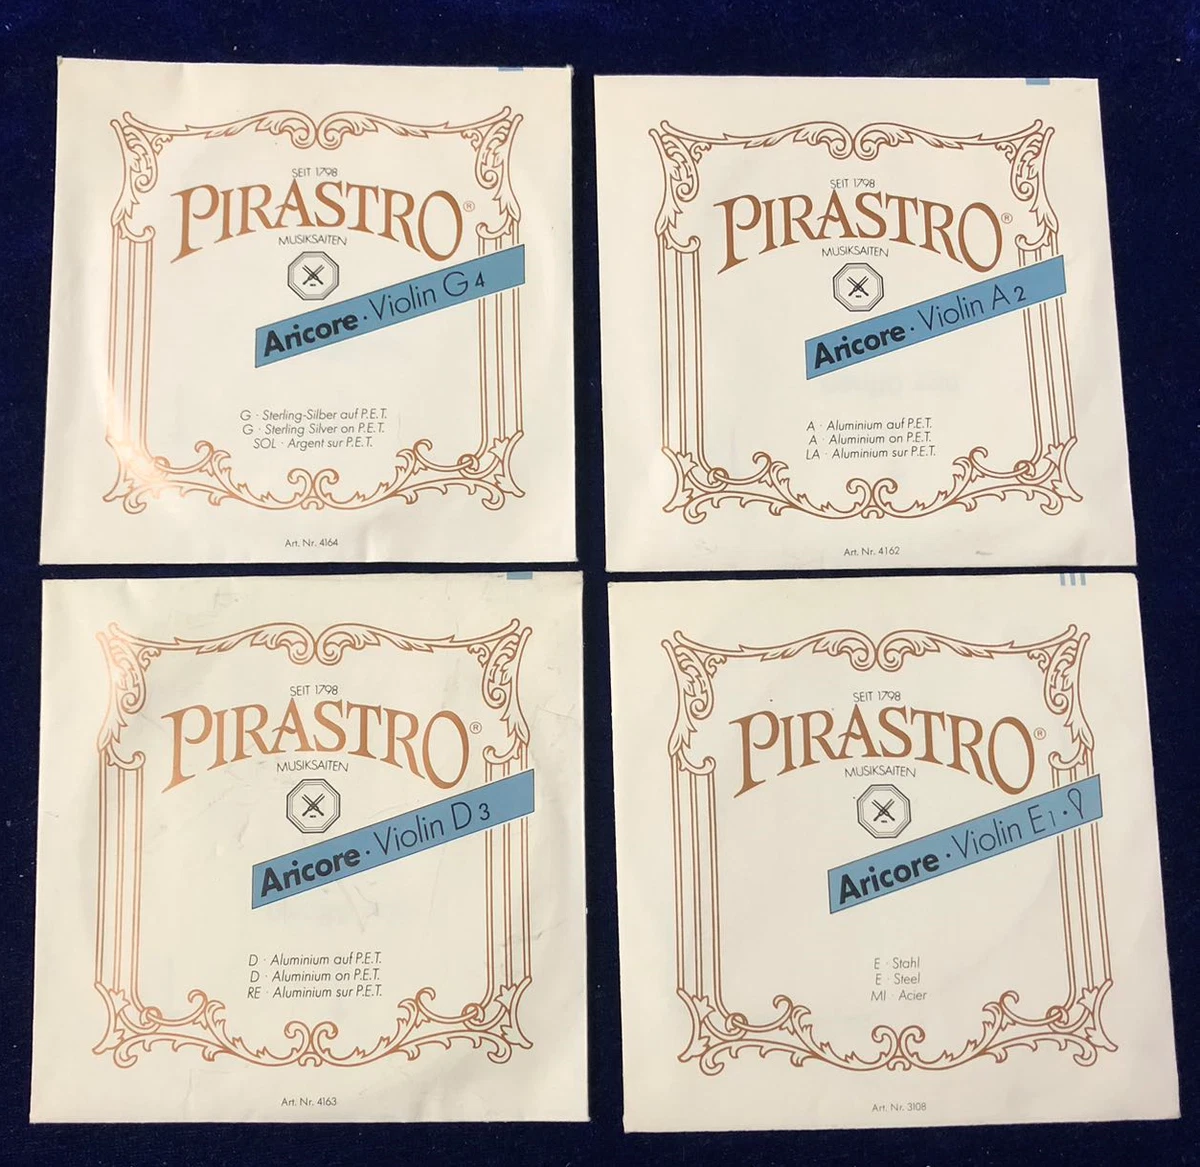 SEIT 1798
PIRASTRO®
MUSIKSAITEN
Aricore · Violin G 4
G · Sterling-Silber auf P.E.T.
G · Sterling Silver on P.E.T.
SOL · Argent sur P.E.T.
Art. Nr. 4164
SEIT 1798
PIRASTRO®
MUSIKSAITEN
Aricore · Violin A 2
A · Aluminium auf P.E.T.
A · Aluminium on P.E.T.
LA · Aluminium sur P.E.T.
Art. Nr. 4162
SEIT 1798
PIRASTRO®
MUSIKSAITEN
Aricore · Violin D 3
D · Aluminium auf P.E.T.
D · Aluminium on P.E.T.
RE · Aluminium sur P.E.T.
Art. Nr. 4163
SEIT 1798
PIRASTRO®
MUSIKSAITEN
Aricore · Violin E 1 ·
E · Stahl
E · Steel
MI · Acier
Art. Nr. 3108